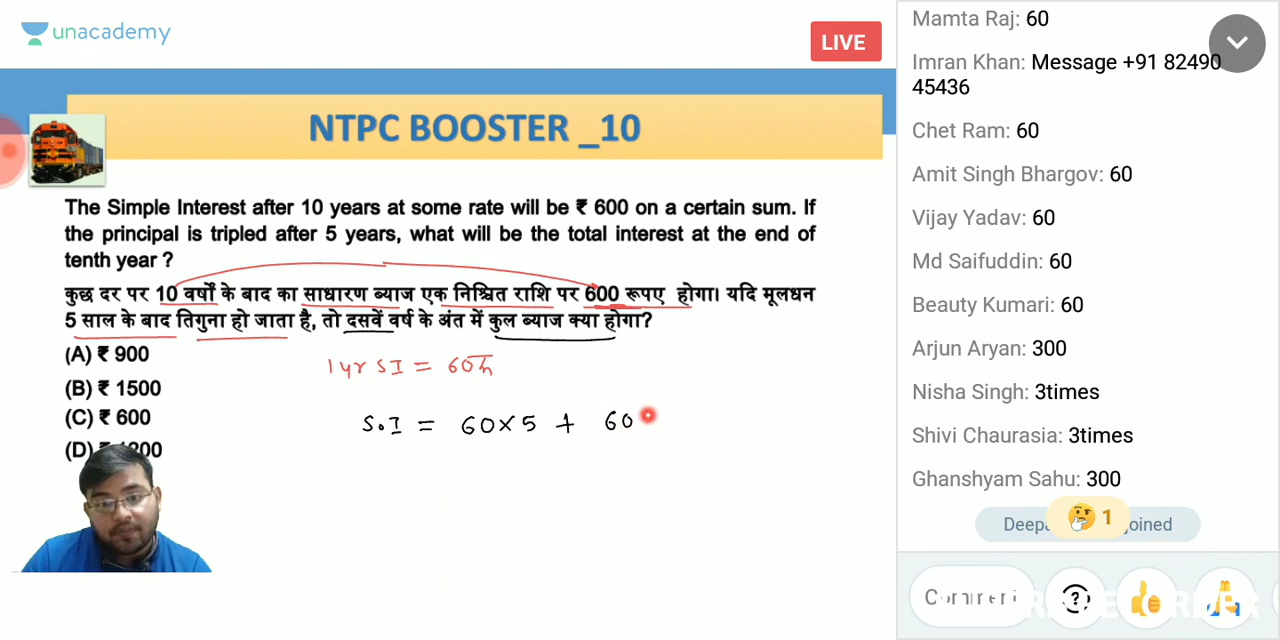 unacademy
LIVE
NTPC BOOSTER _10
The Simple Interest after 10 years at some rate will be ₹ 600 on a certain sum. If
the principal is tripled after 5 years, what will be the total interest at the end of
tenth year ?
कुछ दर पर 10 वर्षों के बाद का साधारण ब्याज एक निश्चित राशि पर 600 रूपए होगा। यदि मूलधन
5 साल के बाद तिगुना हो जाता है, तो दसवें वर्ष के अंत में कुल ब्याज क्या होगा?
(A) ₹ 900
(B) ₹ 1500
(C) ₹ 600
(D)
1 yr SI = 60
S.I = 60×5 + 60
Mamta Raj: 60
Imran Khan: Message +91 82490
45436
Chet Ram: 60
Amit Singh Bhargov: 60
Vijay Yadav: 60
Md Saifuddin: 60
Beauty Kumari: 60
Arjun Aryan: 300
Nisha Singh: 3times
Shivi Chaurasia: 3times
Ghanshyam Sahu: 300
1